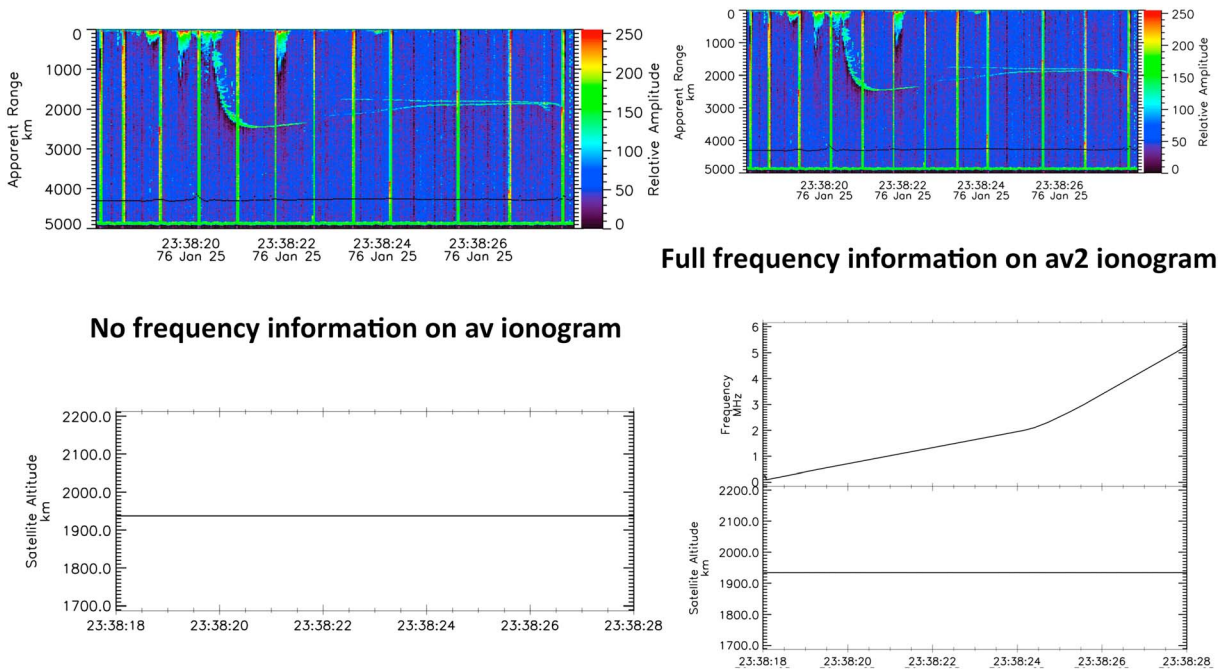 0
1000
2000
3000
4000
5000
Apparent Range
km
250
200
150
100
50
0
Relative Amplitude
23:38:20 23:38:22 23:38:24 23:38:26
76 Jan 25 76 Jan 25 76 Jan 25 76 Jan 25
0
1000
2000
3000
4000
5000
Apparent Range
km
250
200
150
100
50
0
Relative Amplitude
23:38:20 23:38:22 23:38:24 23:38:26
76 Jan 25 76 Jan 25 76 Jan 25 76 Jan 25
No frequency information on av ionogram
Full frequency information on av2 ionogram
2200.0
2100.0
2000.0
1900.0
1800.0
1700.0
Satellite Altitude
km
23:38:18 23:38:20 23:38:22 23:38:24 23:38:26 23:38:28
6
5
4
3
2
1
0
Frequency
MHz
2200.0
2100.0
2000.0
1900.0
1800.0
1700.0
Satellite Altitude
km
23:38:18 23:38:20 23:38:22 23:38:24 23:38:26 23:38:28